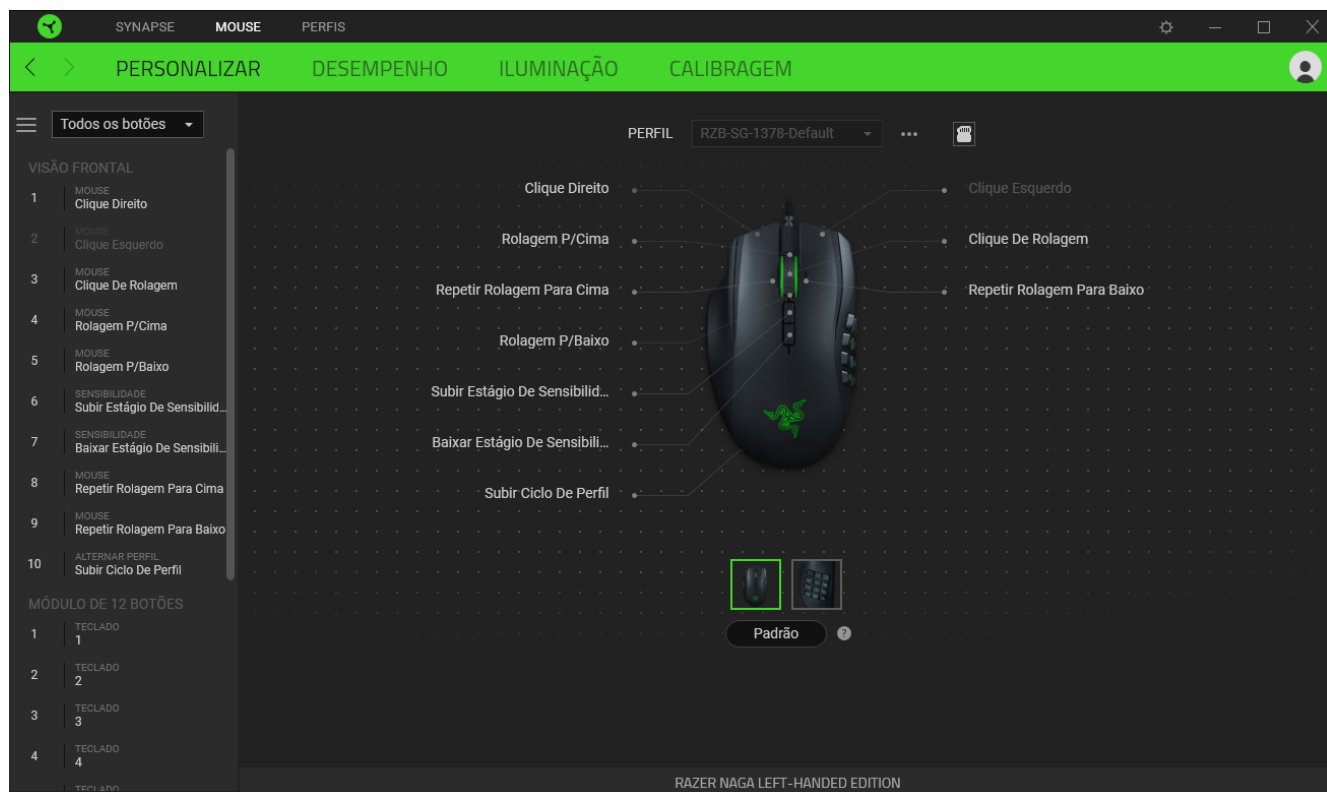 SYNAPSE MOUSE PERFIS
PERSONALIZAR DESEMPENHO ILUMINAÇÃO CALIBRAGEM
Todos os botões
VISÃO FRONTAL
1 MOUSE
Clique Direito
2 MOUSE
Clique Esquerdo
3 MOUSE
Clique De Rolagem
4 MOUSE
Rolagem P/Cima
5 MOUSE
Rolagem P/Baixo
6 SENSIBILIDADE
Subir Estágio De Sensibilid...
7 SENSIBILIDADE
Baixar Estágio De Sensibili...
8 MOUSE
Repetir Rolagem Para Cima
9 MOUSE
Repetir Rolagem Para Baixo
10 ALTERNAR PERFIL
Subir Ciclo De Perfil
MÓDULO DE 12 BOTÕES
1 TECLADO
1
2 TECLADO
2
3 TECLADO
3
4 TECLADO
4
TECLADO
PERFIL RZB-SG-1378-Default
Clique Direito
Clique Esquerdo
Rolagem P/Cima
Clique De Rolagem
Repetir Rolagem Para Cima
Repetir Rolagem Para Baixo
Rolagem P/Baixo
Subir Estágio De Sensibilid...
Baixar Estágio De Sensibili...
Subir Ciclo De Perfil
Padrão ?
RAZER NAGA LEFT-HANDED EDITION